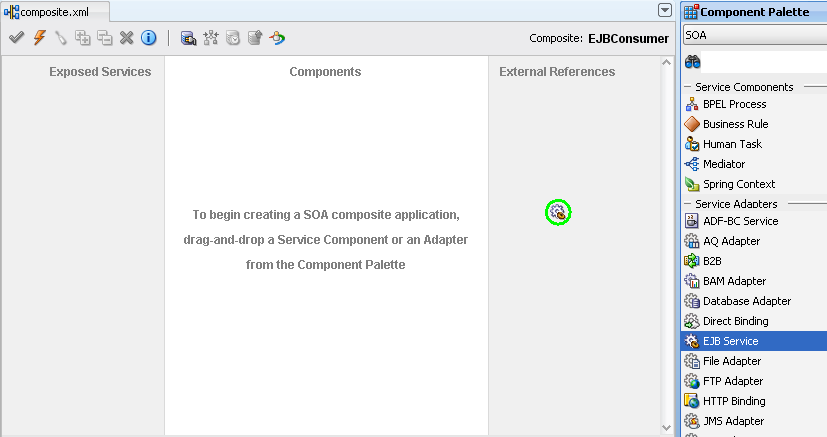 composite.xml
Composite: EJBConsumer
Exposed Services
Components
External References
To begin creating a SOA composite application,
drag-and-drop a Service Component or an Adapter
from the Component Palette
Component Palette
SOA
Service Components
BPEL Process
Business Rule
Human Task
Mediator
Spring Context
Service Adapters
ADF-BC Service
AQ Adapter
B2B
BAM Adapter
Database Adapter
Direct Binding
EJB Service
File Adapter
FTP Adapter
HTTP Binding
JMS Adapter